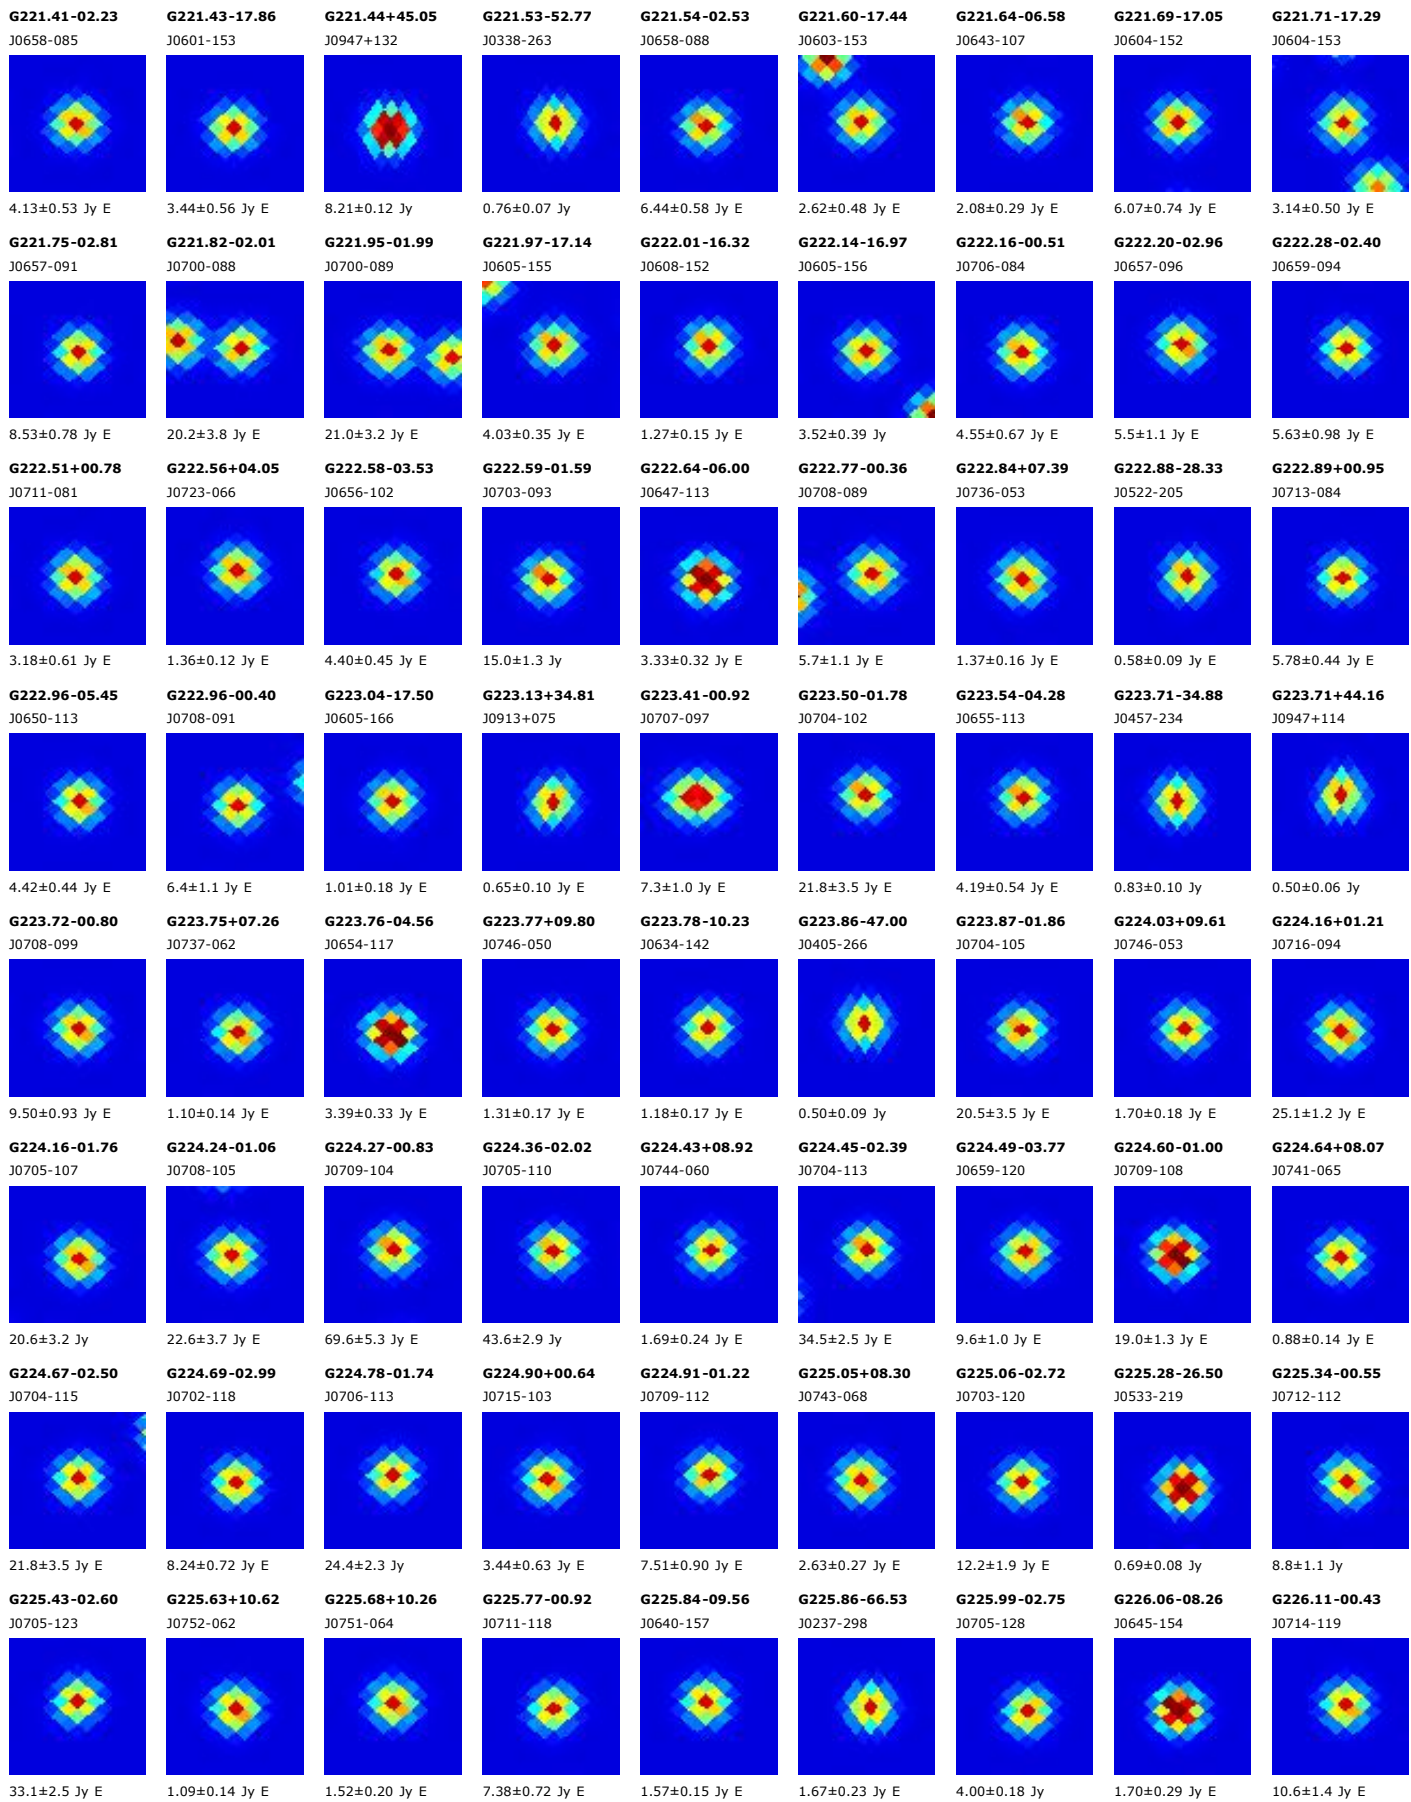 G221.41-02.23 G221.43-17.86 G221.44+45.05 G221.53-52.77 G221.54-02.53 G221.60-17.44 G221.64-06.58 G221.69-17.05 G221.71-17.29
J0658-085 J0601-153 J0947+132 J0338-263 J0658-088 J0603-153 J0643-107 J0604-152 J0604-153
4.13±0.53 Jy E 3.44±0.56 Jy E 8.21±0.12 Jy 0.76±0.07 Jy 6.44±0.58 Jy E 2.62±0.48 Jy E 2.08±0.29 Jy E 6.07±0.74 Jy E 3.14±0.50 Jy E
G221.75-02.81 G221.82-02.01 G221.95-01.99 G221.97-17.14 G222.01-16.32 G222.14-16.97 G222.16-00.51 G222.20-02.96 G222.28-02.40
J0657-091 J0700-088 J0700-089 J0605-155 J0608-152 J0605-156 J0706-084 J0657-096 J0659-094
8.53±0.78 Jy E 20.2±3.8 Jy E 21.0±3.2 Jy E 4.03±0.35 Jy E 1.27±0.15 Jy E 3.52±0.39 Jy 4.55±0.67 Jy E 5.5±1.1 Jy E 5.63±0.98 Jy E
G222.51+00.78 G222.56+04.05 G222.58-03.53 G222.59-01.59 G222.64-06.00 G222.77-00.36 G222.84+07.39 G222.88-28.33 G222.89+00.95
J0711-081 J0723-066 J0656-102 J0703-093 J0647-113 J0708-089 J0736-053 J0522-205 J0713-084
3.18±0.61 Jy E 1.36±0.12 Jy E 4.40±0.45 Jy E 15.0±1.3 Jy 3.33±0.32 Jy E 5.7±1.1 Jy E 1.37±0.16 Jy E 0.58±0.09 Jy E 5.78±0.44 Jy E
G222.96-05.45 G222.96-00.40 G223.04-17.50 G223.13+34.81 G223.41-00.92 G223.50-01.78 G223.54-04.28 G223.71-34.88 G223.71+44.16
J0650-113 J0708-091 J0605-166 J0913+075 J0707-097 J0704-102 J0655-113 J0457-234 J0947+114
4.42±0.44 Jy E 6.4±1.1 Jy E 1.01±0.18 Jy E 0.65±0.10 Jy E 7.3±1.0 Jy E 21.8±3.5 Jy E 4.19±0.54 Jy E 0.83±0.10 Jy 0.50±0.06 Jy
G223.72-00.80 G223.75+07.26 G223.76-04.56 G223.77+09.80 G223.78-10.23 G223.86-47.00 G223.87-01.86 G224.03+09.61 G224.16+01.21
J0708-099 J0737-062 J0654-117 J0746-050 J0634-142 J0405-266 J0704-105 J0746-053 J0716-094
9.50±0.93 Jy E 1.10±0.14 Jy E 3.39±0.33 Jy E 1.31±0.17 Jy E 1.18±0.17 Jy E 0.50±0.09 Jy 20.5±3.5 Jy E 1.70±0.18 Jy E 25.1±1.2 Jy E
G224.16-01.76 G224.24-01.06 G224.27-00.83 G224.36-02.02 G224.43+08.92 G224.45-02.39 G224.49-03.77 G224.60-01.00 G224.64+08.07
J0705-107 J0708-105 J0709-104 J0705-110 J0744-060 J0704-113 J0659-120 J0709-108 J0741-065
20.6±3.2 Jy 22.6±3.7 Jy E 69.6±5.3 Jy E 43.6±2.9 Jy 1.69±0.24 Jy E 34.5±2.5 Jy E 9.6±1.0 Jy E 19.0±1.3 Jy E 0.88±0.14 Jy E
G224.67-02.50 G224.69-02.99 G224.78-01.74 G224.90+00.64 G224.91-01.22 G225.05+08.30 G225.06-02.72 G225.28-26.50 G225.34-00.55
J0704-115 J0702-118 J0706-113 J0715-103 J0709-112 J0743-068 J0703-120 J0533-219 J0712-112
21.8±3.5 Jy E 8.24±0.72 Jy E 24.4±2.3 Jy 3.44±0.63 Jy E 7.51±0.90 Jy E 2.63±0.27 Jy E 12.2±1.9 Jy E 0.69±0.08 Jy 8.8±1.1 Jy
G225.43-02.60 G225.63+10.62 G225.68+10.26 G225.77-00.92 G225.84-09.56 G225.86-66.53 G225.99-02.75 G226.06-08.26 G226.11-00.43
J0705-123 J0752-062 J0751-064 J0711-118 J0640-157 J0237-298 J0705-128 J0645-154 J0714-119
33.1±2.5 Jy E 1.09±0.14 Jy E 1.52±0.20 Jy E 7.38±0.72 Jy E 1.57±0.15 Jy E 1.67±0.23 Jy E 4.00±0.18 Jy 1.70±0.29 Jy E 10.6±1.4 Jy E